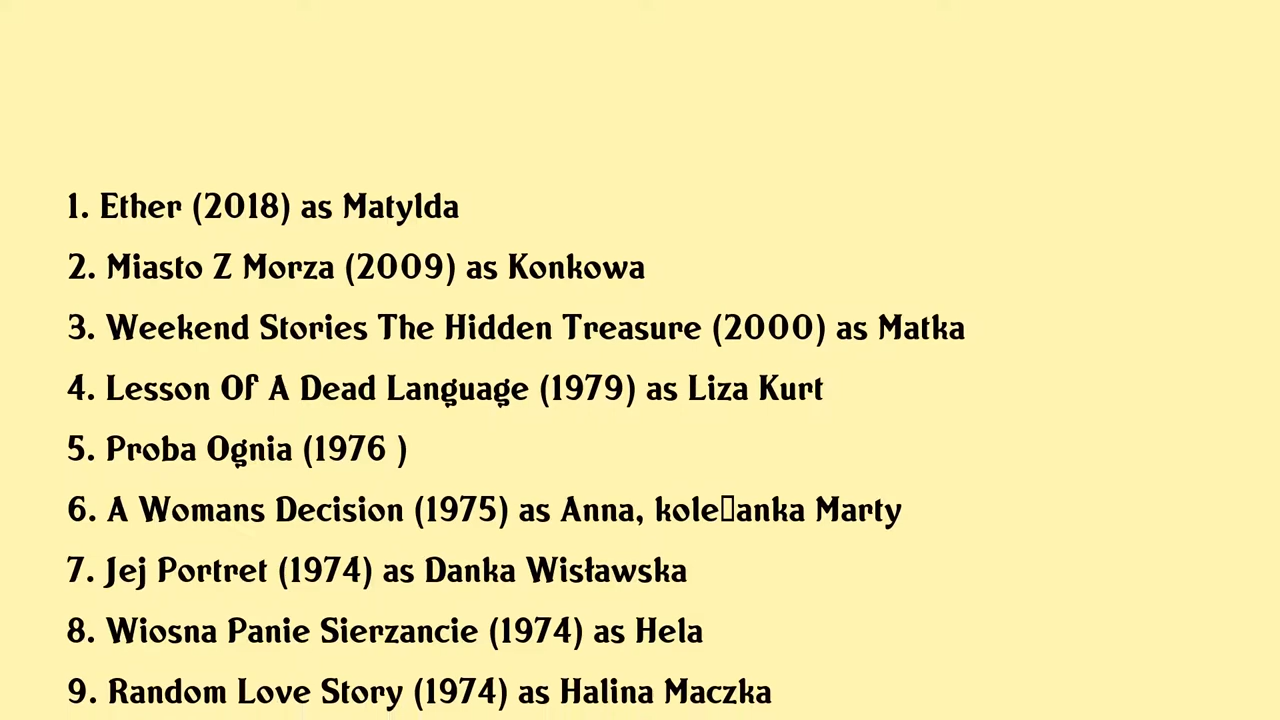 1. Ether (2018) as Matylda
2. Miasto Z Morza (2009) as Konkowa
3. Weekend Stories The Hidden Treasure (2000) as Matka
4. Lesson Of A Dead Language (1979) as Liza Kurt
5. Proba Ognia (1976 )
6. A Womans Decision (1975) as Anna, kole▯anka Marty
7. Jej Portret (1974) as Danka Wisławska
8. Wiosna Panie Sierzancie (1974) as Hela
9. Random Love Story (1974) as Halina Maczka